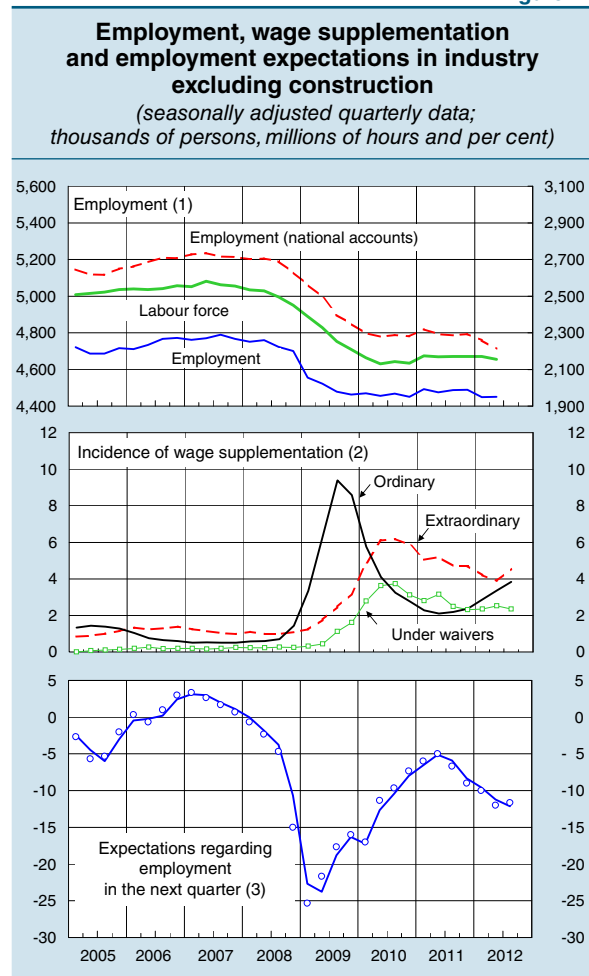 Employment, wage supplementation
and employment expectations in industry
excluding construction
(seasonally adjusted quarterly data;
thousands of persons, millions of hours and per cent)
5,600 3,100
Employment (1)
5,400 2,900
Employment (national accounts)
5,200 2,700
5,000 2,500
Labour force
4,800 2,300
Employment
4,600 2,100
4,400 1,900
12 12
Incidence of wage supplementation (2)
10 10
Ordinary
8 8
Extraordinary
6 6
4 4
2 2
Under waivers
0 0
5 5
0 0
-5 - 5
-10 -10
-15 -15
Expectations regarding
employment
-20 -20
in the next quarter (3)
-25 -25
-30 -30
2005 2006 2007 2008 2009 2010 2011 2012